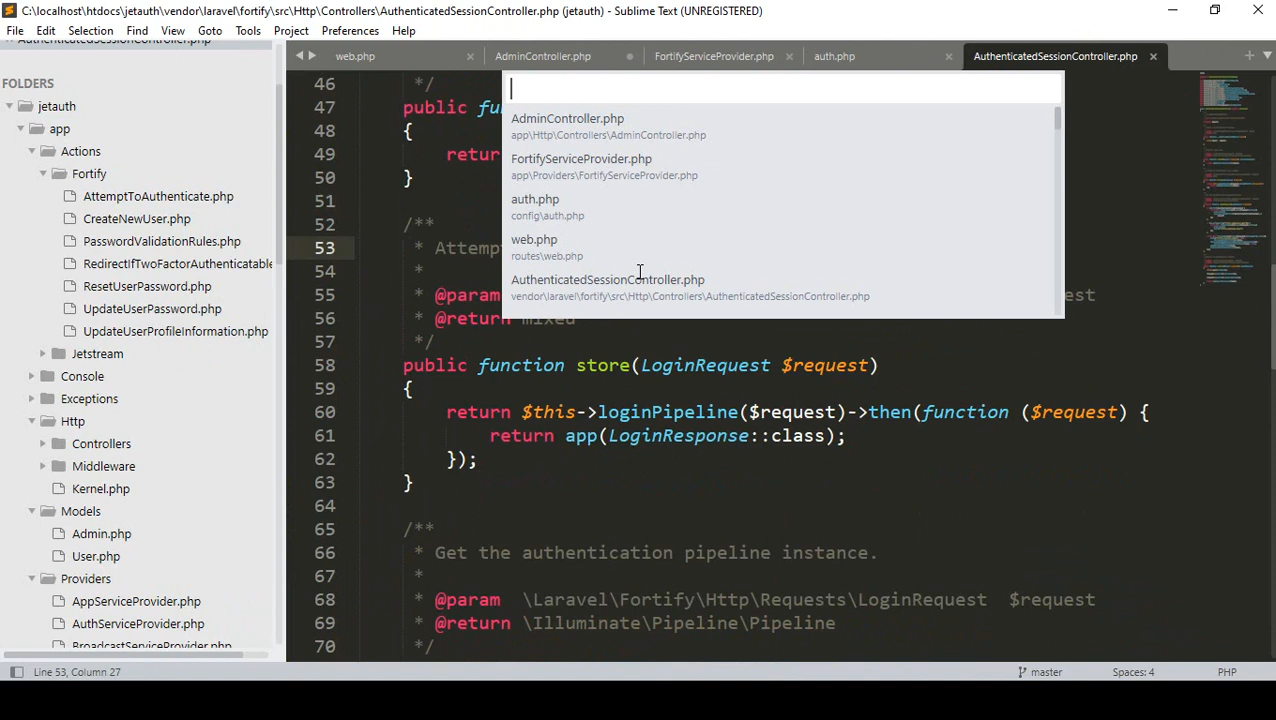 C:\localhost\htdocs\jetauth\vendor\laravel\fortify\src\Http\Controllers\AuthenticatedSessionController.php (jetauth) - Sublime Text (UNREGISTERED)
File Edit Selection Find View Goto Tools Project Preferences Help
AuthenticatedSessionController.php
web.php AdminController.php FortifyServiceProvider.php auth.php AuthenticatedSessionController.php
FOLDERS
jetauth
app
Actions
Fortify
AttemptToAuthenticate.php
CreateNewUser.php
PasswordValidationRules.php
RedirectIfTwoFactorAuthenticatable
ResetUserPassword.php
UpdateUserPassword.php
UpdateUserProfileInformation.php
Jetstream
Console
Exceptions
Http
Controllers
Middleware
Kernel.php
Models
Admin.php
User.php
Providers
AppServiceProvider.php
AuthServiceProvider.php
BroadcastServiceProvider.php
AdminController.php
app\Http\Controllers\AdminController.php
FortifyServiceProvider.php
app\Providers\FortifyServiceProvider.php
auth.php
config\auth.php
web.php
routes\web.php
AuthenticatedSessionController.php
vendor\laravel\fortify\src\Http\Controllers\AuthenticatedSessionController.php
46 */
47 public fu
48 {
49 retur
50 }
51
52 /**
53 * Attemp
54 *
55 @param est
56 @return mixed
57 */
58 public function store(LoginRequest $request)
59 {
60 return $this->loginPipeline($request)->then(function ($request) {
61 return app(LoginResponse::class);
62 });
63 }
64
65 /**
66 * Get the authentication pipeline instance.
67 *
68 * @param \Laravel\Fortify\Http\Requests\LoginRequest $request
69 * @return \Illuminate\Pipeline\Pipeline
70 */
Line 53, Column 27 master Spaces: 4 PHP